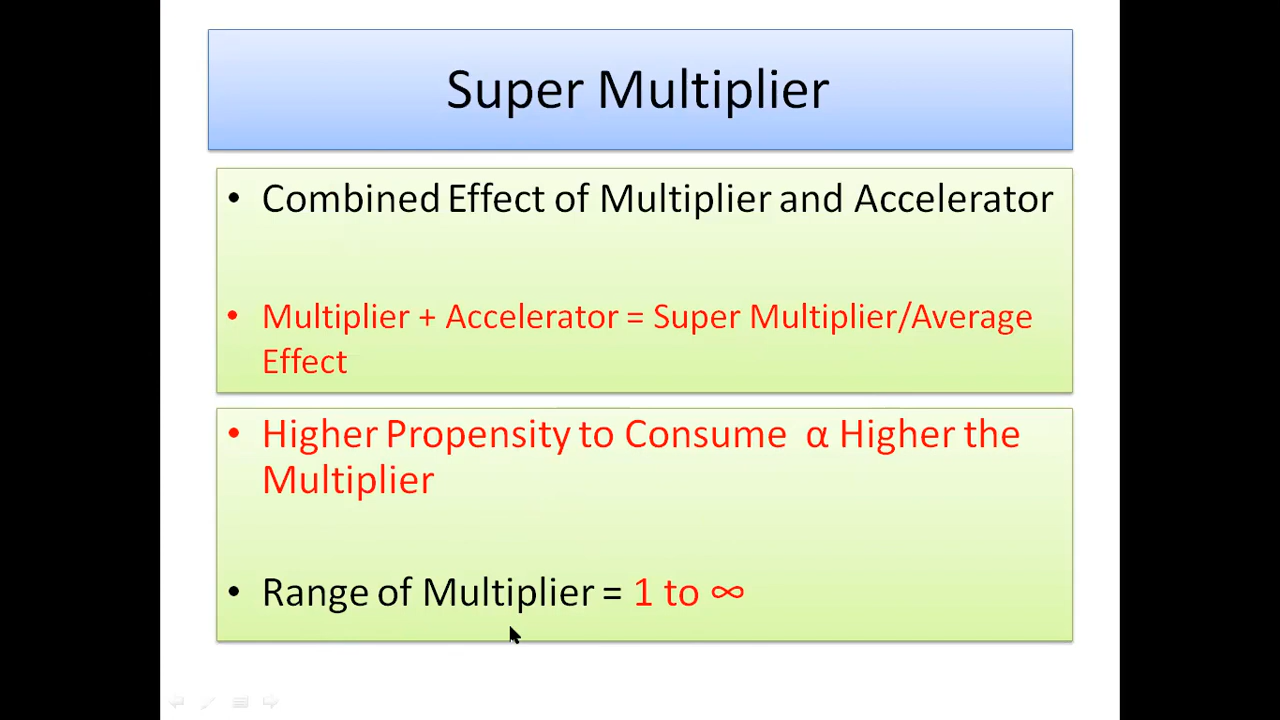 Super Multiplier
• Combined Effect of Multiplier and Accelerator
• Multiplier + Accelerator = Super Multiplier/Average
Effect
• Higher Propensity to Consume α Higher the
Multiplier
• Range of Multiplier = 1 to ∞